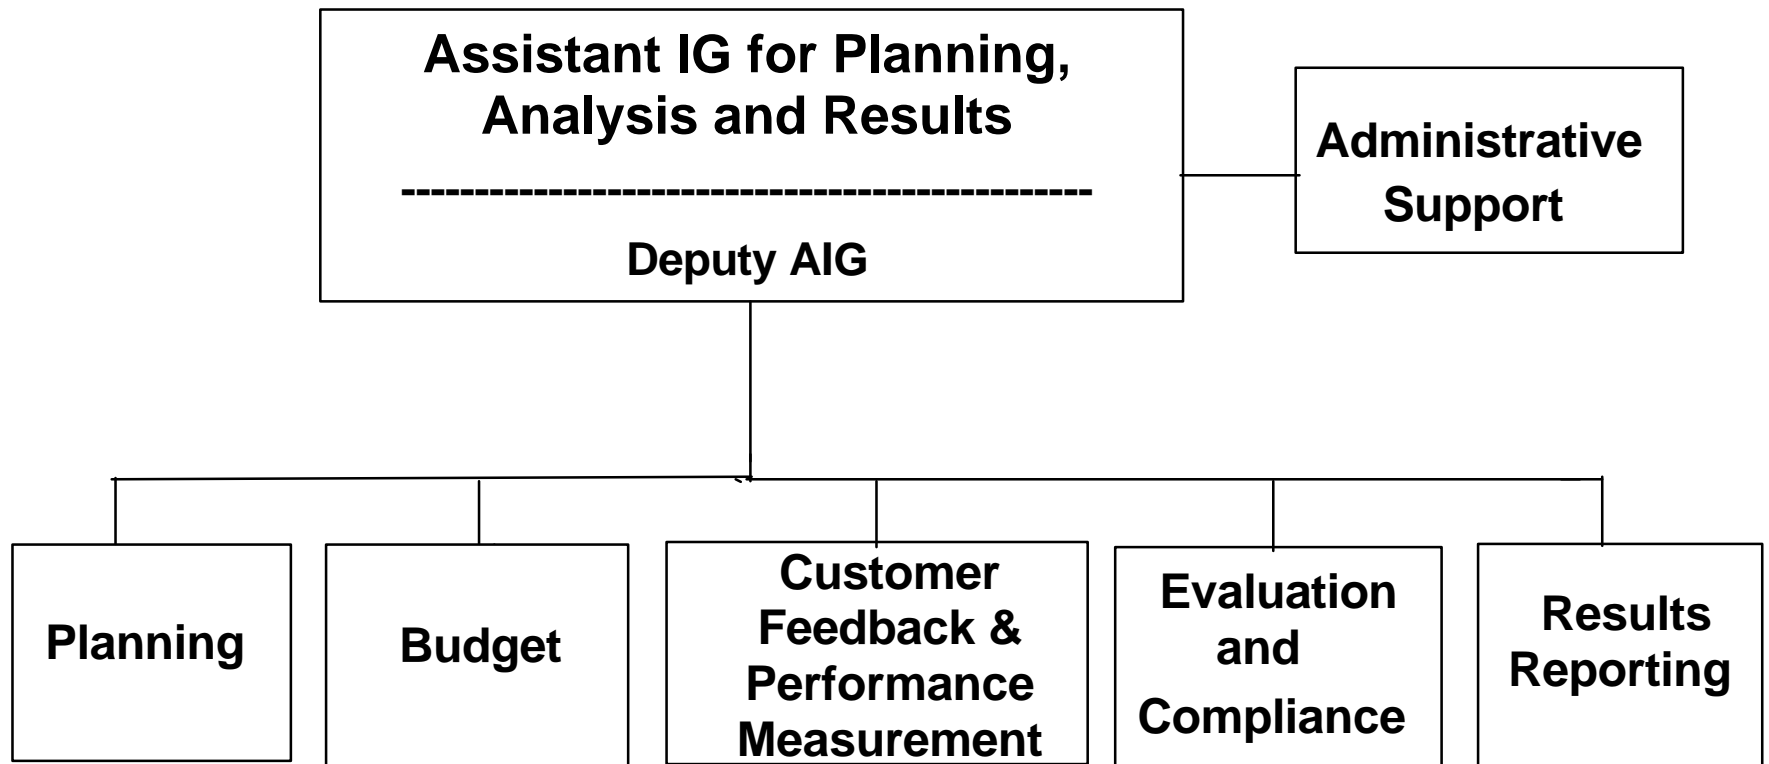 Assistant IG for Planning,
Analysis and Results
-----------------------------------------------
Deputy AIG
Administrative
Support
Planning
Budget
Customer
Feedback &
Performance
Measurement
Evaluation
and
Compliance
Results
Reporting